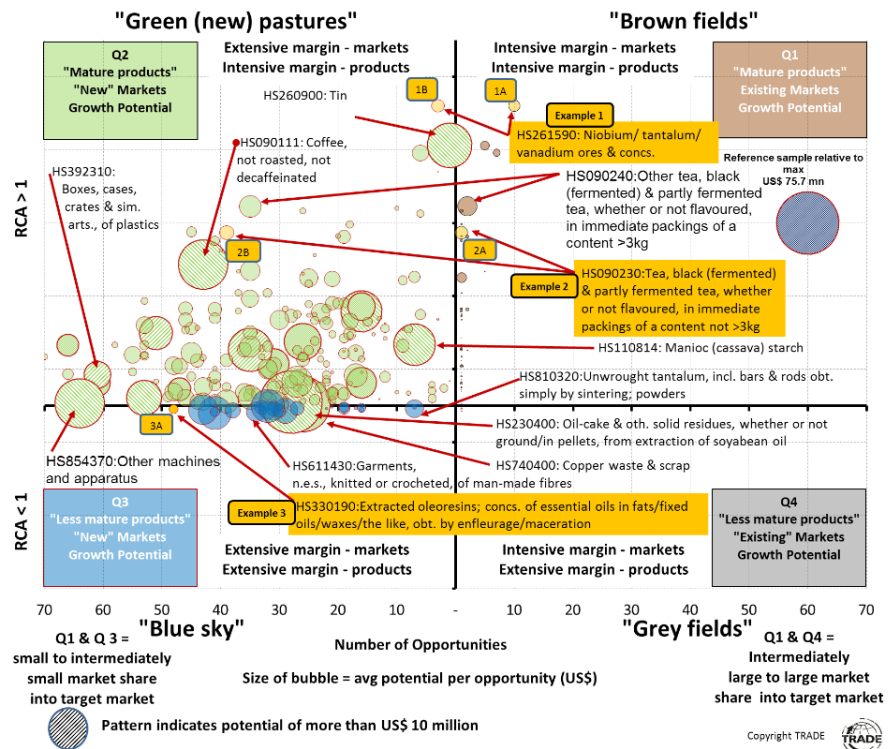 "Green (new) pastures"
"Brown fields"
Q2
"Mature products"
"New" Markets
Growth Potential
Extensive margin - markets
Intensive margin - products
Intensive margin - markets
Intensive margin - products
Q1
"Mature products"
Existing Markets
Growth Potential
HS260900: Tin
1B
1A
Example 1
HS261590: Niobium/ tantalum/
vanadium ores & concs.
HS090111: Coffee,
not roasted, not
decaffeinated
HS392310:
Boxes, cases,
crates & sim.
arts., of plastics
HS090240:Other tea, black
(fermented) & partly fermented
tea, whether or not flavoured,
in immediate packings of a
content >3kg
Reference sample relative to
max
US$ 75.7 mn
RCA > 1
2B
2A
Example 2
HS090230:Tea, black (fermented)
& partly fermented tea, whether
or not flavoured, in immediate
packings of a content not >3kg
HS110814: Manioc (cassava) starch
HS810320:Unwrought tantalum, incl. bars & rods obt.
simply by sintering; powders
3A
HS230400: Oil-cake & oth. solid residues, whether or not
ground/in pellets, from extraction of soyabean oil
HS854370:Other machines
and apparatus
HS611430:Garments,
n.e.s., knitted or crocheted, of man-made fibres
HS740400: Copper waste & scrap
RCA < 1
Q3
"Less mature products"
"New" Markets
Growth Potential
Example 3
HS330190:Extracted oleoresins; concs. of essential oils in fats/fixed
oils/waxes/the like, obt. by enfleurage/maceration
Q4
"Less mature products"
"Existing" Markets
Growth Potential
Extensive margin - markets
Extensive margin - products
Intensive margin - markets
Extensive margin - products
70 60 50 40 30 20 10 - 10 20 30 40 50 60 70
"Blue sky"
Number of Opportunities
"Grey fields"
Q1 & Q 3 =
small to intermediately
small market share
into target market
Size of bubble = avg potential per opportunity (US$)
Q1 & Q4 =
Intermediately
large to large market
share into target market
Pattern indicates potential of more than US$ 10 million
Copyright TRADE
TRADE